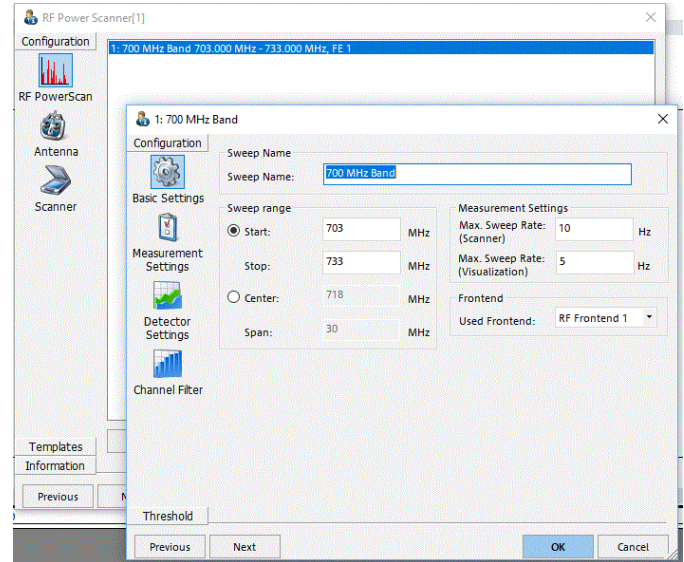 RF Power Scanner[1]
Configuration
1: 700 MHz Band 703.000 MHz - 733.000 MHz, FE 1
RF PowerScan
Antenna
Scanner
Templates
Information
Previous
1: 700 MHz Band
Configuration
Basic Settings
Measurement
Settings
Detector
Settings
Channel Filter
Threshold
Sweep Name
Sweep Name: 700 MHz Band
Sweep range
Start: 703 MHz
Stop: 733 MHz
Center: 718 MHz
Span: 30 MHz
Measurement Settings
Max. Sweep Rate: 10 Hz
(Scanner)
Max. Sweep Rate: 5 Hz
(Visualization)
Frontend
Used Frontend: RF Frontend 1
Previous Next OK Cancel